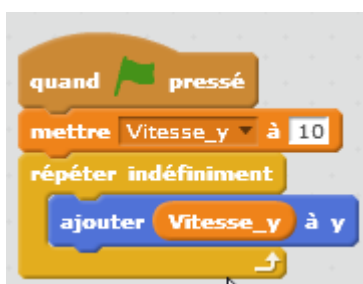 quand pressé
mettre Vitesse_y à 10
répéter indéfiniment
ajouter Vitesse_y à y